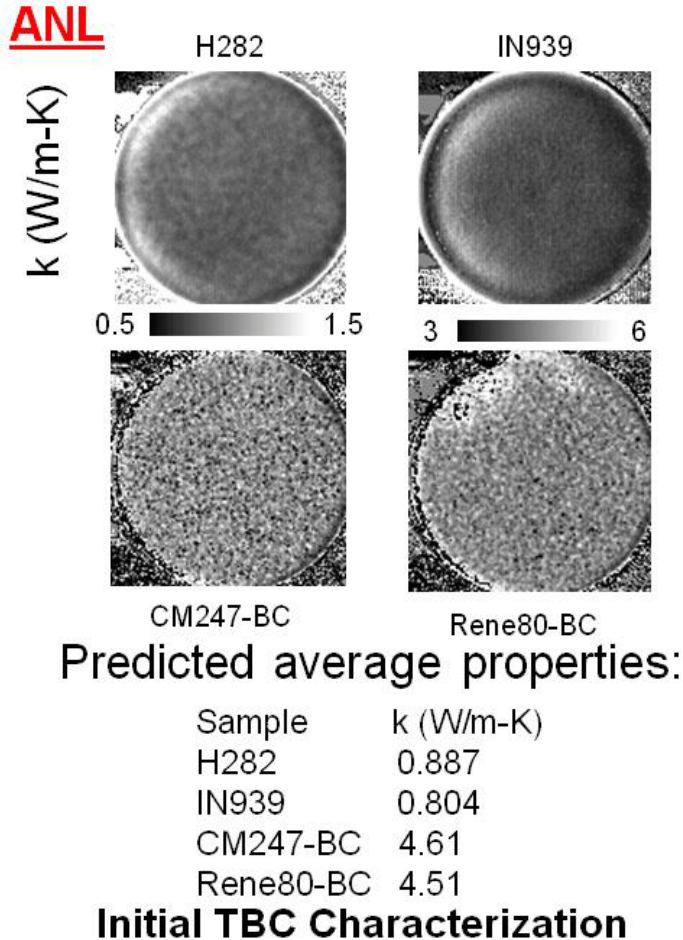 ANL
H282 IN939
k (W/m-K)
0.5 1.5 3 6
CM247-BC Rene80-BC
Predicted average properties:
Sample k (W/m-K)
H282 0.887
IN939 0.804
CM247-BC 4.61
Rene80-BC 4.51
Initial TBC Characterization